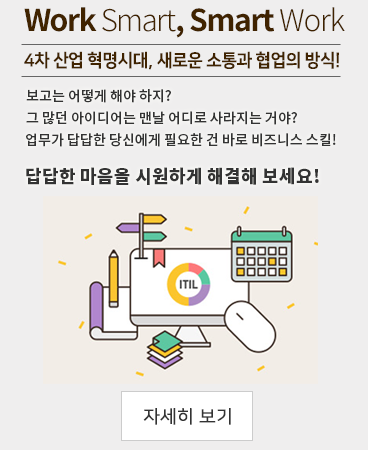 Work Smart, Smart Work
4차 산업 혁명시대, 새로운 소통과 협업의 방식!
보고는 어떻게 해야 하지?
그 많던 아이디어는 맨날 어디로 사라지는 거야?
업무가 답답한 당신에게 필요한 건 바로 비즈니스 스킬!
답답한 마음을 시원하게 해결해 보세요!
ITIL
자세히 보기